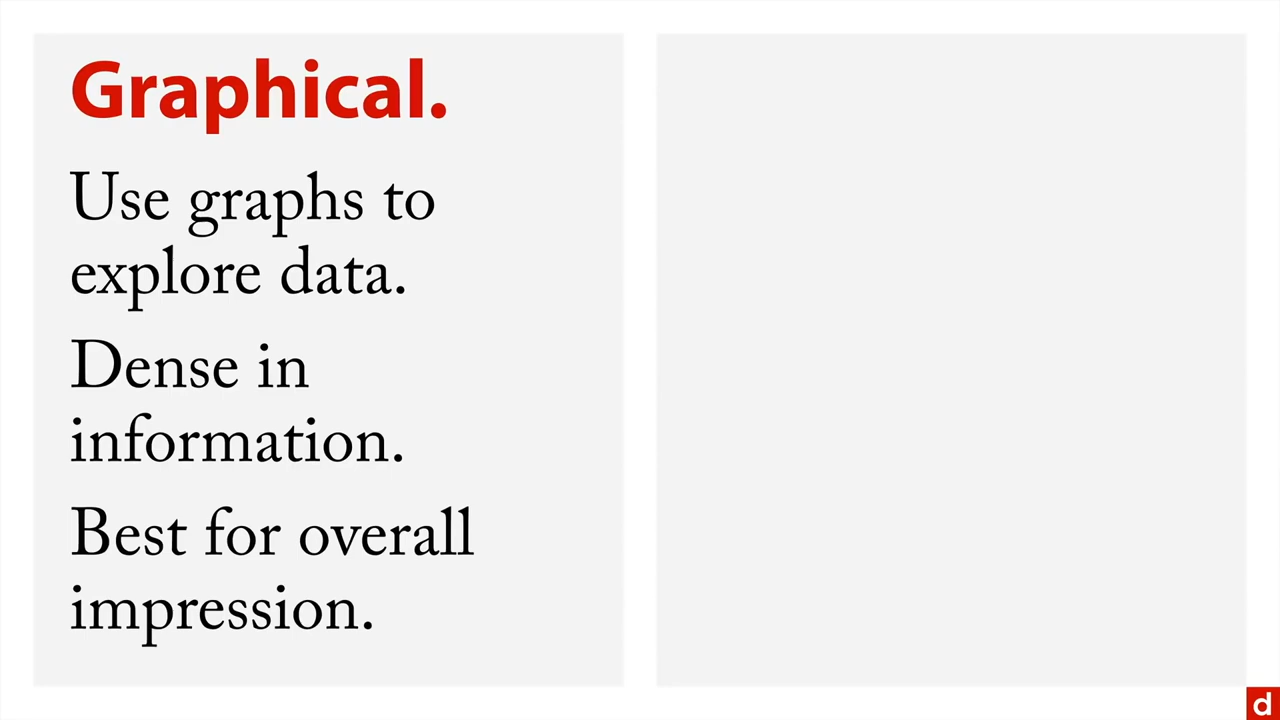 Graphical.
Use graphs to
explore data.
Dense in
information.
Best for overall
impression.
d